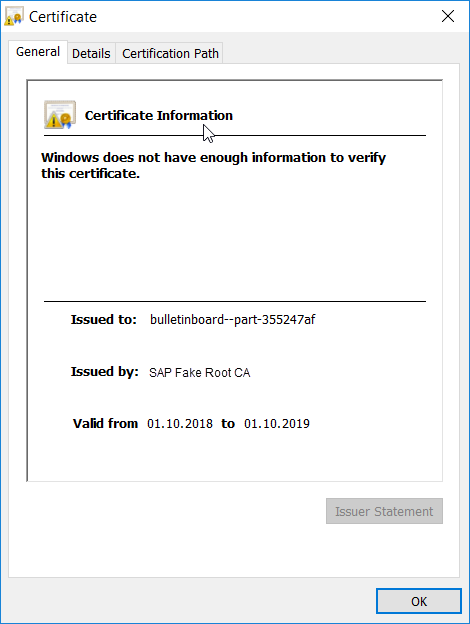 Certificate
General Details Certification Path
Certificate Information
Windows does not have enough information to verify
this certificate.
Issued to: bulletinboard--part-355247af
Issued by: SAP Fake Root CA
Valid from 01.10.2018 to 01.10.2019
Issuer Statement
OK